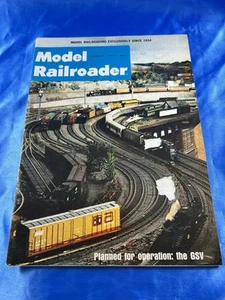 MODEL RAILROADING EXCLUSIVELY SINCE 1934
Model
Railroader
Planned for operation: the GSV